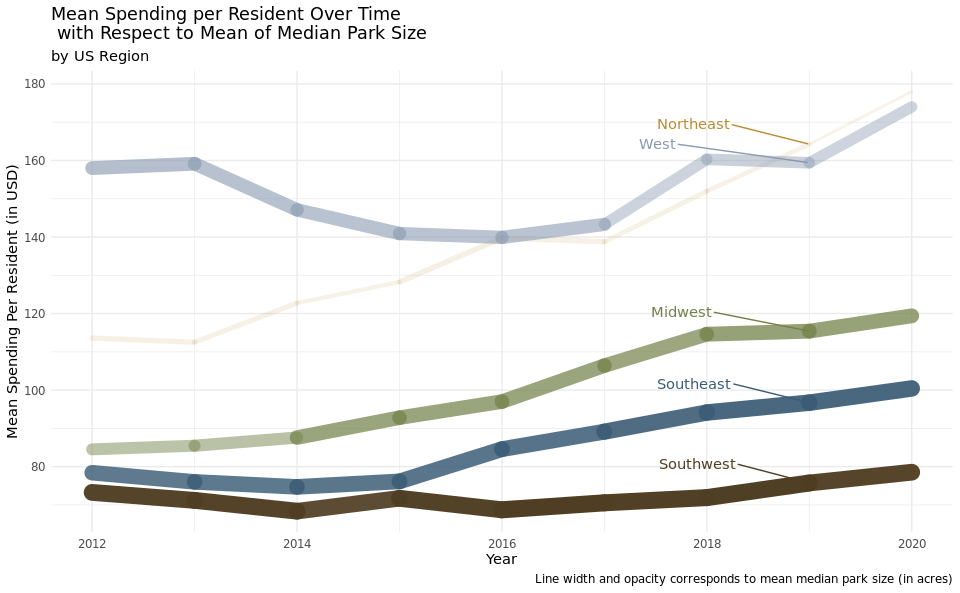 Mean Spending per Resident Over Time
with Respect to Mean of Median Park Size
by US Region
Mean Spending Per Resident (in USD)
180
160
140
120
100
80
Northeast
West
Midwest
Southeast
Southwest
2012
2014
2016
2018
2020
Year
Line width and opacity corresponds to mean median park size (in acres)